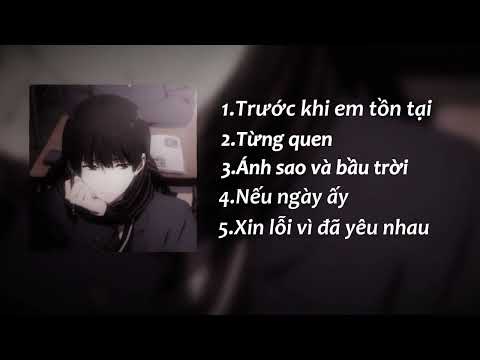 1.Trước khi em tồn tại
2.Từng quen
3.Ánh sao và bầu trời
4.Nếu ngày ấy
5.Xin lỗi vì đã yêu nhau